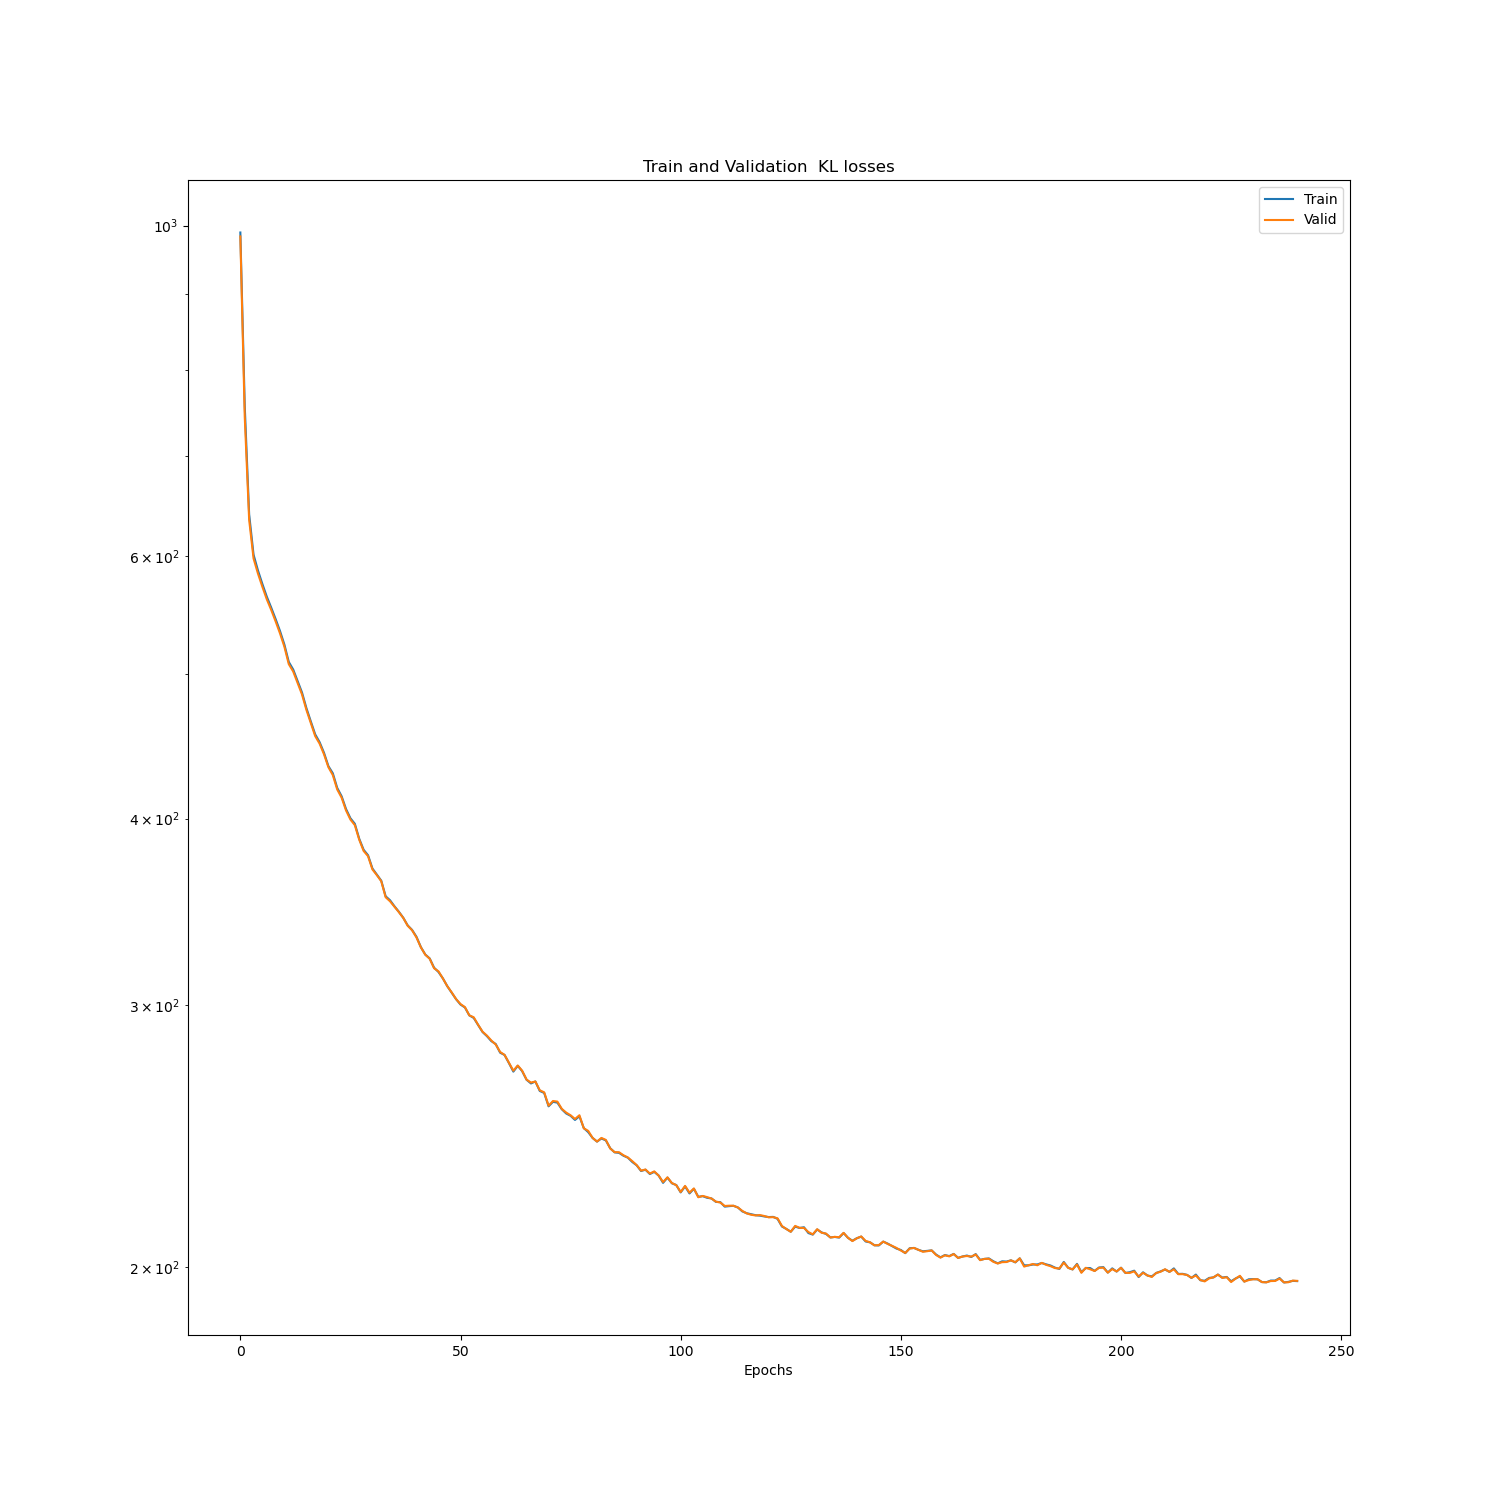 Train and Validation  KL losses
Train
Valid
10³
6 × 10²
4 × 10²
3 × 10²
2 × 10²
0 50 100 150 200 250
Epochs